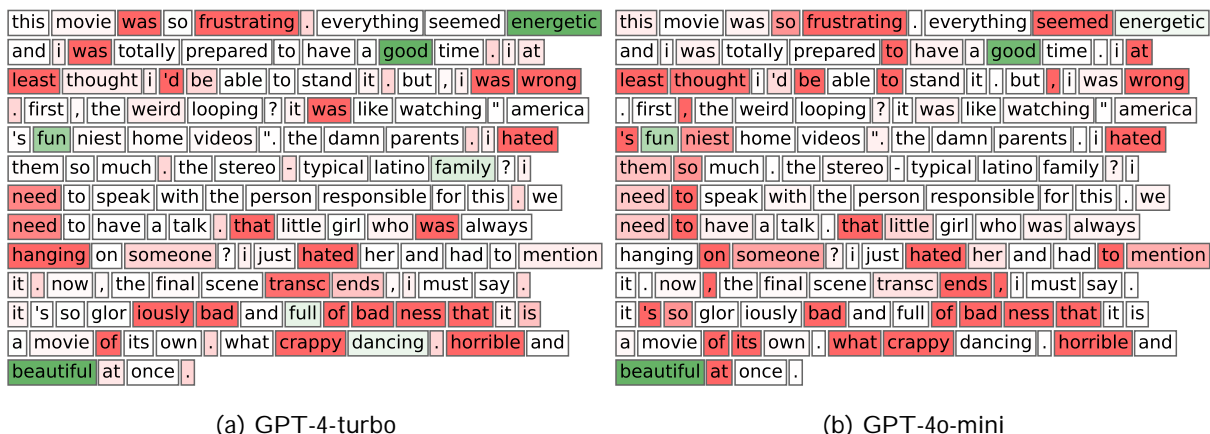 this movie was so frustrating . everything seemed energetic
and i was totally prepared to have a good time . i at
least thought i 'd be able to stand it . but , i was wrong
. first , the weird looping ? it was like watching " america
's fun niest home videos ". the damn parents . i hated
them so much . the stereo - typical latino family ? i
need to speak with the person responsible for this . we
need to have a talk . that little girl who was always
hanging on someone ? i just hated her and had to mention
it . now , the final scene transc ends , i must say .
it 's so glor iously bad and full of bad ness that it is
a movie of its own . what crappy dancing . horrible and
beautiful at once .
(a) GPT-4-turbo
this movie was so frustrating . everything seemed energetic
and i was totally prepared to have a good time . i at
least thought i 'd be able to stand it . but , i was wrong
. first , the weird looping ? it was like watching " america
's fun niest home videos ". the damn parents . i hated
them so much . the stereo - typical latino family ? i
need to speak with the person responsible for this . we
need to have a talk . that little girl who was always
hanging on someone ? i just hated her and had to mention
it . now , the final scene transc ends , i must say .
it 's so glor iously bad and full of bad ness that it is
a movie of its own . what crappy dancing . horrible and
beautiful at once .
(b) GPT-4o-mini